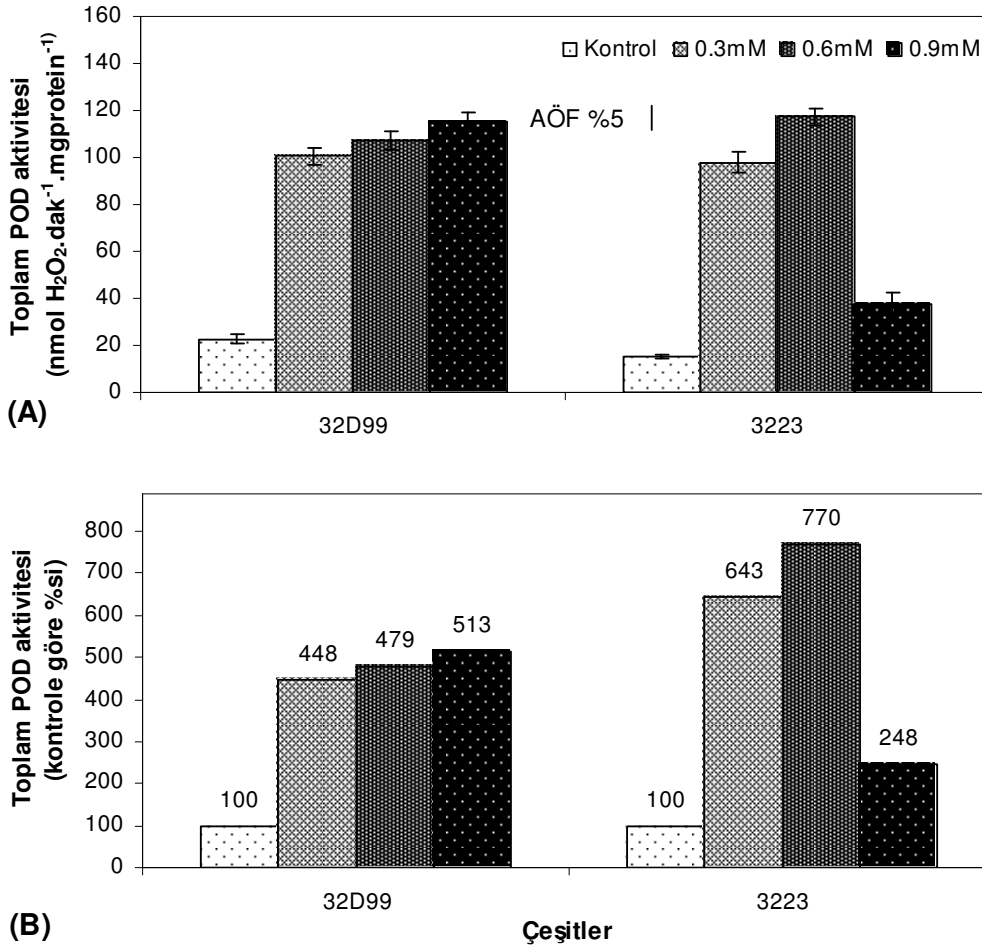 160
140
120
100
80
60
40
20
0
Toplam POD aktivitesi
(nmol H₂O₂.dak⁻¹.mgprotein⁻¹)
Kontrol 0.3mM 0.6mM 0.9mM
AÖF %5
32D99 3223
(A)
800
700
600
500
400
300
200
100
0
Toplam POD aktivitesi
(kontrole göre %si)
100 448 479 513 100 643 770 248
32D99 3223
Çeşitler
(B)